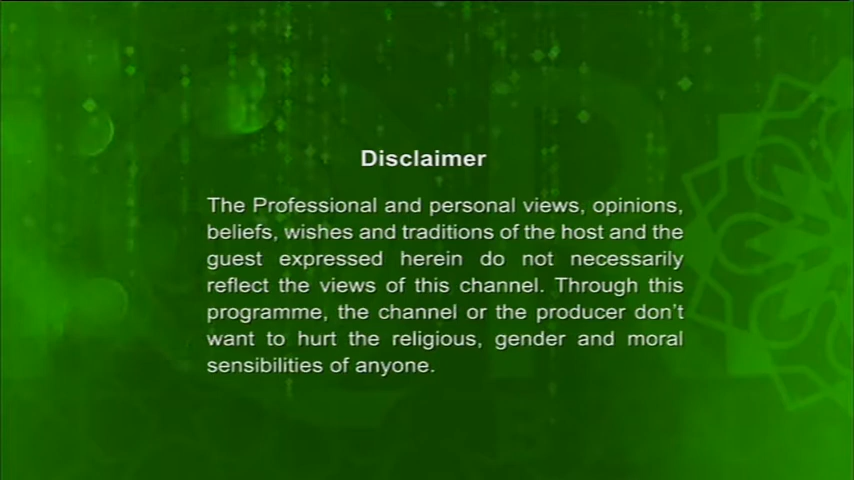 Disclaimer
The Professional and personal views, opinions,
beliefs, wishes and traditions of the host and the
guest expressed herein do not necessarily
reflect the views of this channel. Through this
programme, the channel or the producer don't
want to hurt the religious, gender and moral
sensibilities of anyone.